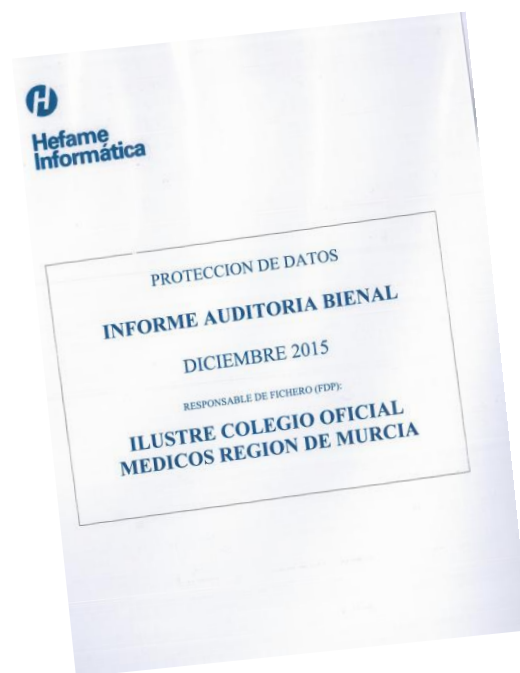 Hefame
Informática
PROTECCION DE DATOS
INFORME AUDITORIA BIENAL
DICIEMBRE 2015
RESPONSABLE DE FICHERO (FDP):
ILUSTRE COLEGIO OFICIAL
MEDICOS REGION DE MURCIA